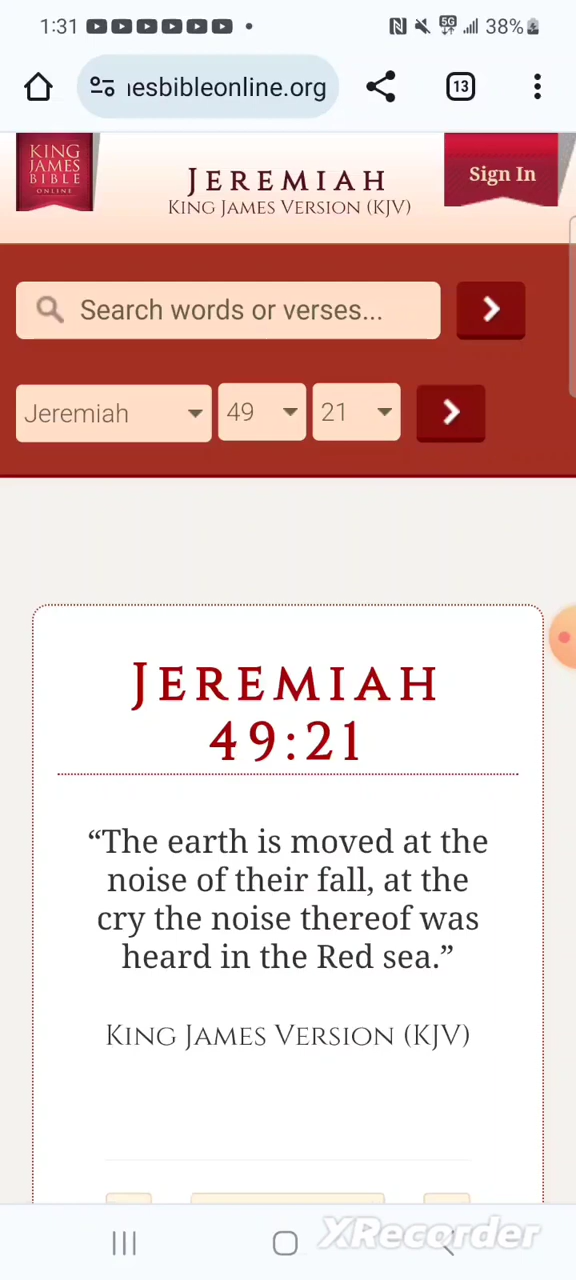 1:31
5G
38%
13
nesbibleonline.org
KING
JAMES
BIBLE
ONLINE
JEREMIAH
KING JAMES VERSION (KJV)
Sign In
Search words or verses...
Jeremiah 49 21
JEREMIAH
49:21
“The earth is moved at the
noise of their fall, at the
cry the noise thereof was
heard in the Red sea.”
KING JAMES VERSION (KJV)
XRecorder